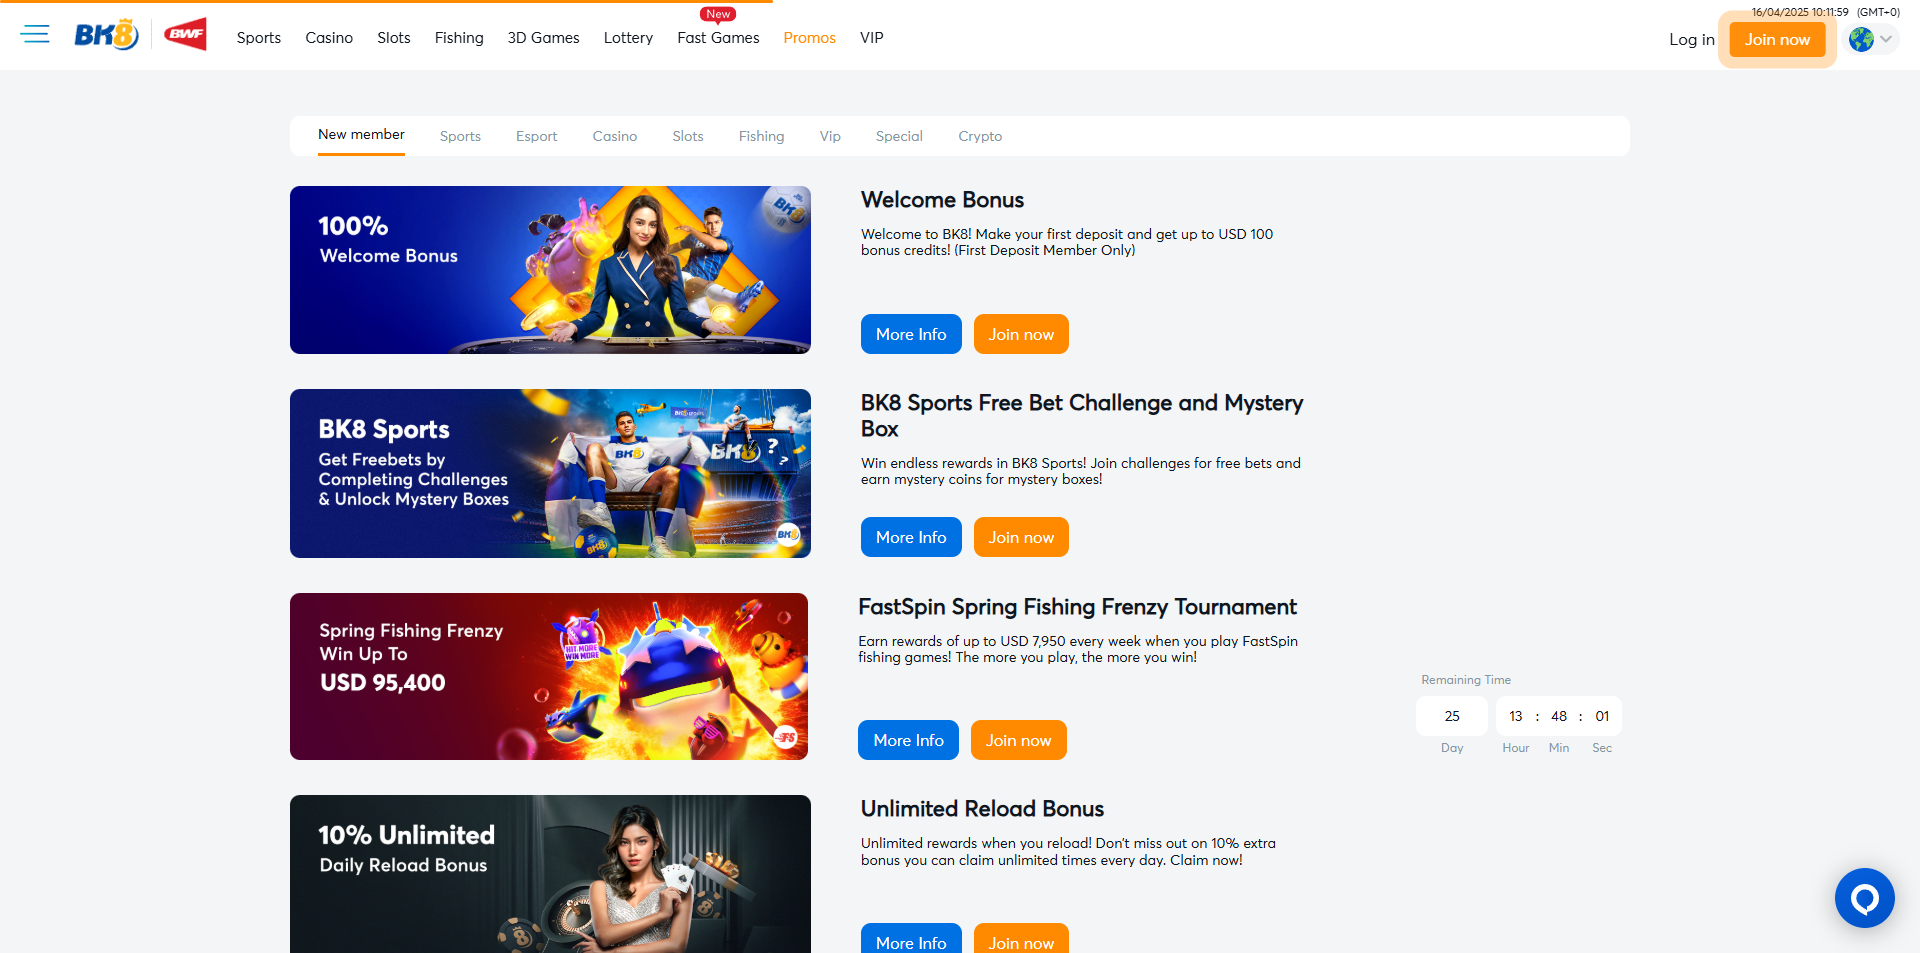 16/04/2025 10:11:59 (GMT+0)
BK8
BWF
Sports
Casino
Slots
Fishing
3D Games
Lottery
New
Fast Games
Promos
VIP
Log in
Join now
New member
Sports
Esport
Casino
Slots
Fishing
Vip
Special
Crypto
100%
Welcome Bonus
BK8
Welcome Bonus
Welcome to BK8! Make your first deposit and get up to USD 100
bonus credits! (First Deposit Member Only)
More Info
Join now
BK8 Sports
Get Freebets by
Completing Challenges
& Unlock Mystery Boxes
BK8
BK8 ?
?
BK8
BK8
BK8 Sports Free Bet Challenge and Mystery
Box
Win endless rewards in BK8 Sports! Join challenges for free bets and
earn mystery coins for mystery boxes!
More Info
Join now
Spring Fishing Frenzy
Win Up To
USD 95,400
HIT MORE
WIN MORE
FS
FastSpin Spring Fishing Frenzy Tournament
Earn rewards of up to USD 7,950 every week when you play FastSpin
fishing games! The more you play, the more you win!
More Info
Join now
Remaining Time
25
13 : 48 : 01
Day
Hour
Min
Sec
10% Unlimited
Daily Reload Bonus
BK8
BK8
Unlimited Reload Bonus
Unlimited rewards when you reload! Don't miss out on 10% extra
bonus you can claim unlimited times every day. Claim now!
More Info
Join now